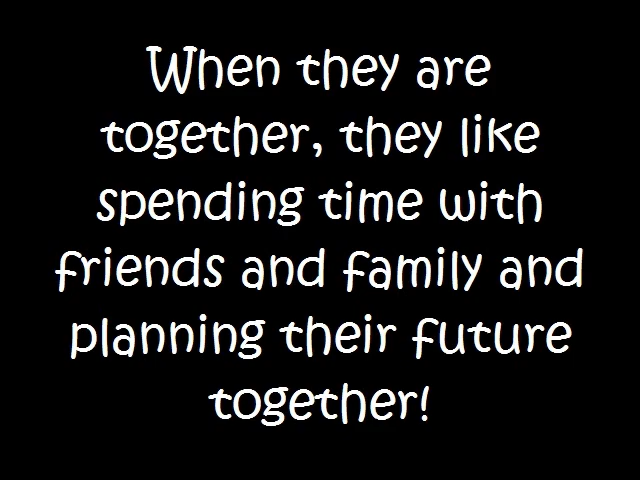 When they are
together, they like
spending time with
friends and family and
planning their future
together!